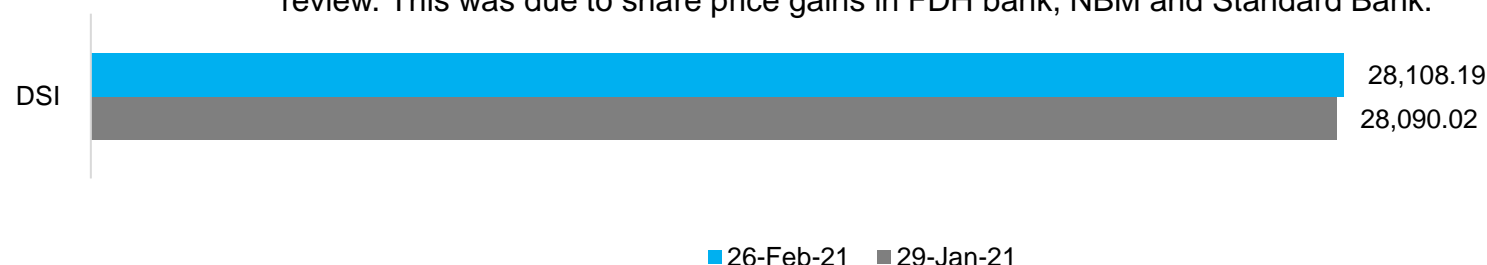 review. This was due to share price gains in FDH bank, NBM and Standard Bank.
28,108.19
DSI
28,090.02
26-Feb-21 29-Jan-21